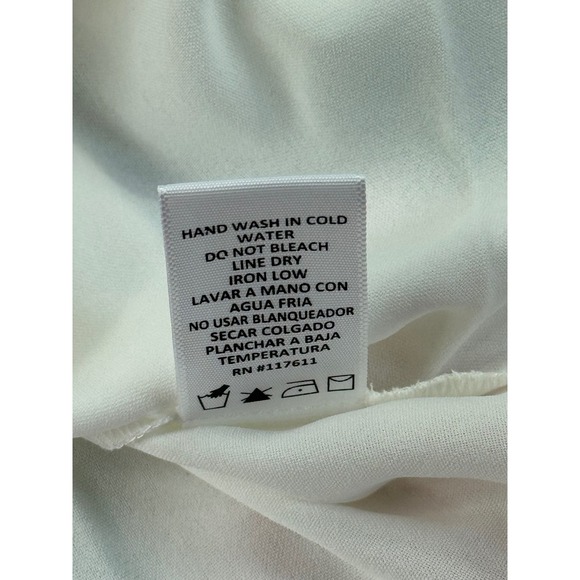 HAND WASH IN COLD
WATER
DO NOT BLEACH
LINE DRY
IRON LOW
LAVAR A MANO CON
AGUA FRIA
NO USAR BLANQUEADOR
SECAR COLGADO
PLANCHAR A BAJA
TEMPERATURA
RN #117611